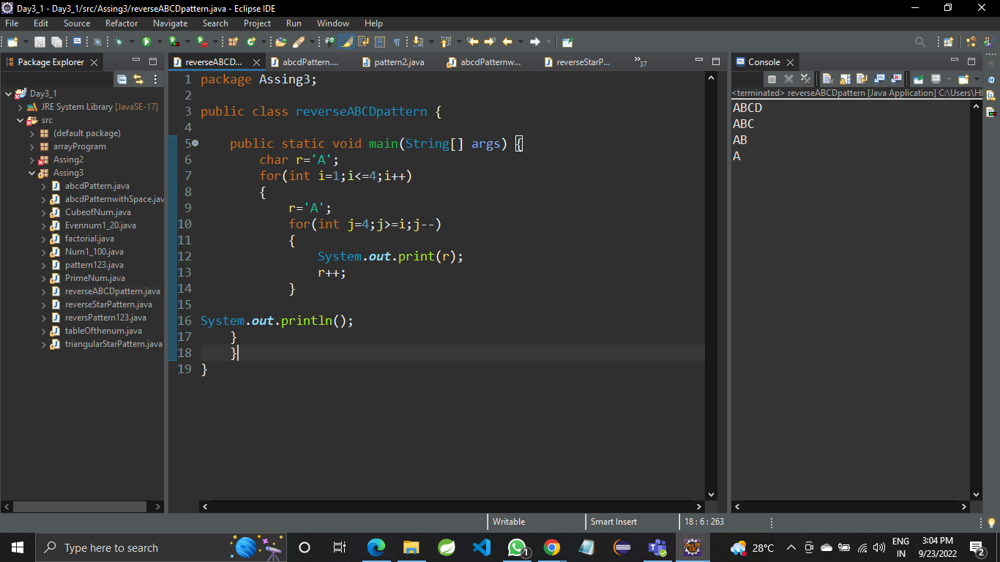 Day3_1 - Day3_1/src/Assing3/reverseABCDpattern.java - Eclipse IDE
File Edit Source Refactor Navigate Search Project Run Window Help
Package Explorer
reverseABCD... abcdPattern.... pattern2.java abcdPatternw... reverseStarP... »37
Console
Day3_1
JRE System Library [JavaSE-17]
src
(default package)
arrayProgram
Assing2
Assing3
abcdPattern.java
abcdPatternwithSpace.jav
CubeofNum.java
Evennum1_20.java
factorial.java
Num1_100.java
pattern123.java
PrimeNum.java
reverseABCDpattern.java
reverseStarPattern.java
reversPattern123.java
tableOfthenum.java
triangularStarPattern.java
1 package Assing3;
2
3 public class reverseABCDpattern {
4
5 public static void main(String[] args) {
6 char r='A';
7 for(int i=1;i<=4;i++)
8 {
9 r='A';
10 for(int j=4;j>=i;j--)
11 {
12 System.out.print(r);
13 r++;
14 }
15
16 System.out.println();
17 }
18 }
19 }
<terminated> reverseABCDpattern [Java Application] C:\Users\H
ABCD
ABC
AB
A
Writable Smart Insert 18 : 6 : 263
Type here to search
1
28°C
ENG
IN
3:04 PM
9/23/2022
2